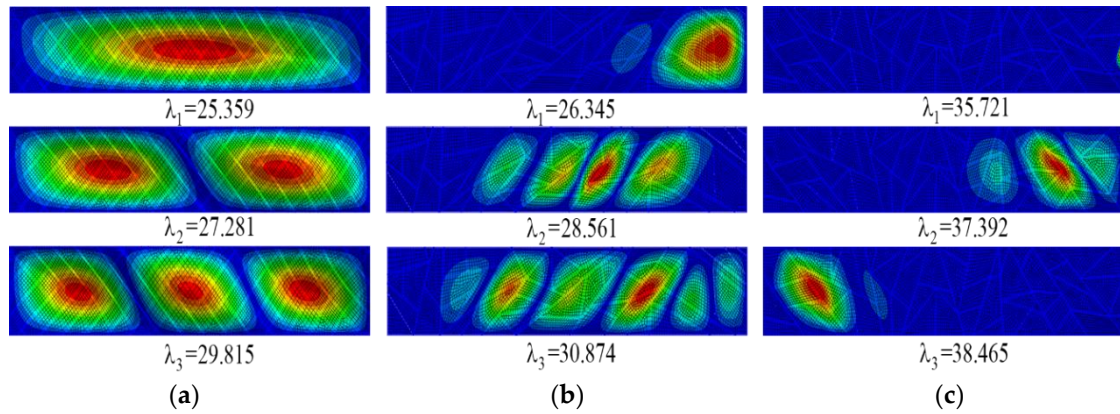 λ₁=25.359 λ₁=26.345 λ₁=35.721
λ₂=27.281 λ₂=28.561 λ₂=37.392
λ₃=29.815 λ₃=30.874 λ₃=38.465
(a) (b) (c)